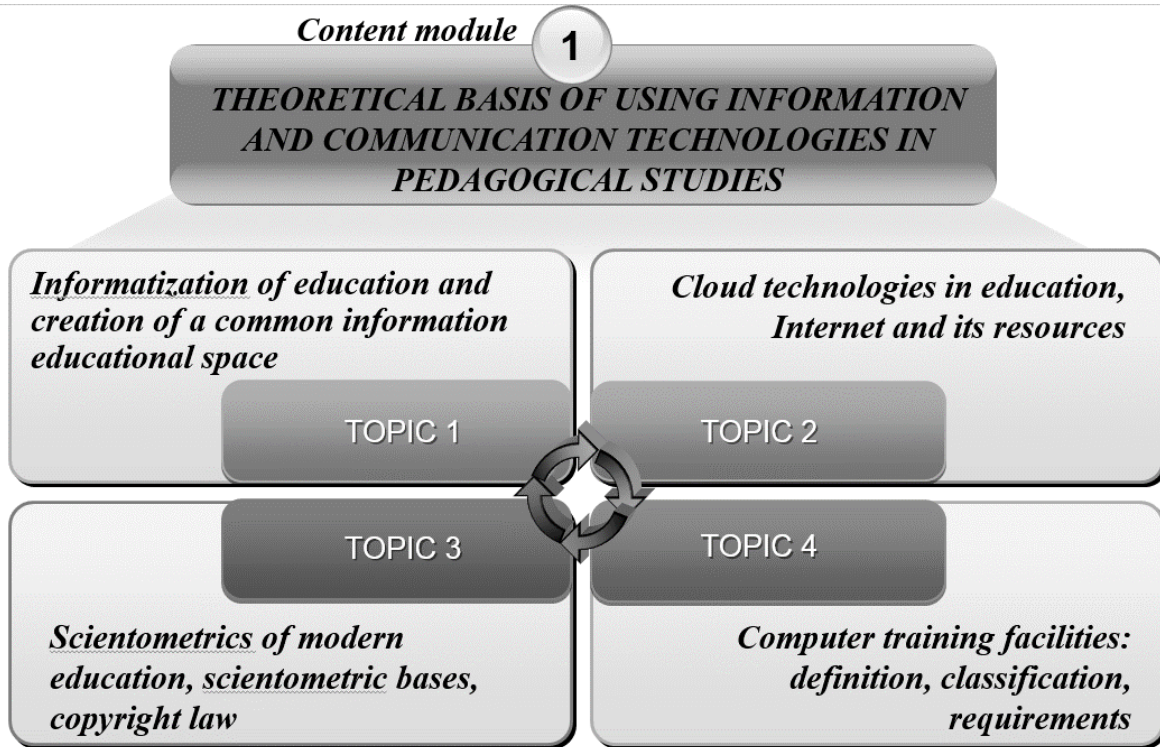 Content module
1
THEORETICAL BASIS OF USING INFORMATION
AND COMMUNICATION TECHNOLOGIES IN
PEDAGOGICAL STUDIES
Informatization of education and
creation of a common information
educational space
TOPIC 1
Cloud technologies in education,
Internet and its resources
TOPIC 2
TOPIC 3
Scientometrics of modern
education, scientometric bases,
copyright law
TOPIC 4
Computer training facilities:
definition, classification,
requirements